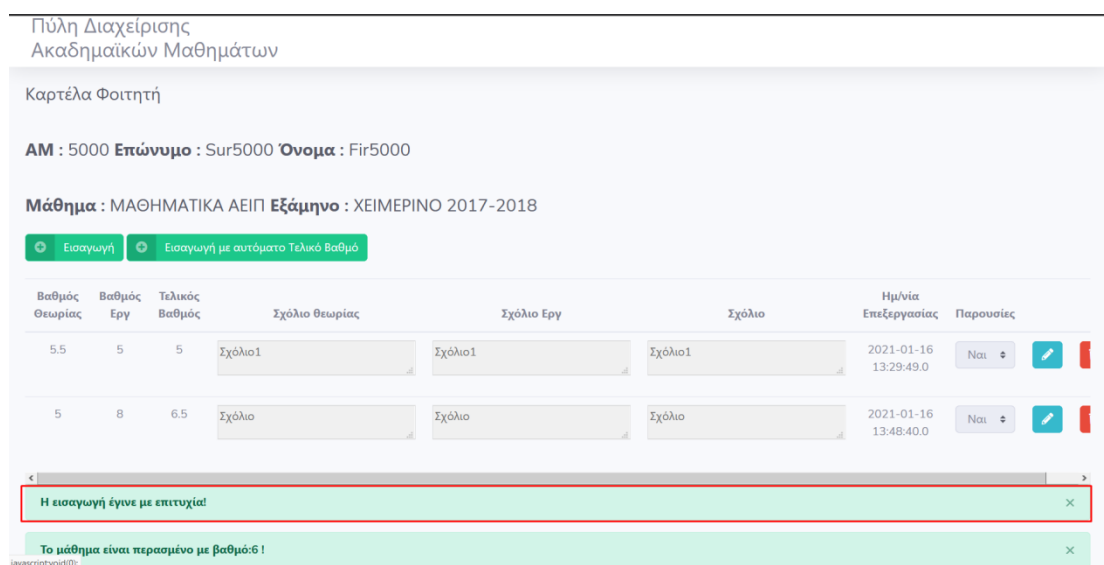 Πύλη Διαχείρισης
Ακαδημαϊκών Μαθημάτων
Καρτέλα Φοιτητή
ΑΜ : 5000 Επώνυμο : Sur5000 Όνομα : Fir5000
Μάθημα : ΜΑΘΗΜΑΤΙΚΑ ΑΕΙΠ Εξάμηνο : ΧΕΙΜΕΡΙΝΟ 2017-2018
Εισαγωγή Εισαγωγή με αυτόματο Τελικό Βαθμό
Βαθμός Θεωρίας Βαθμός Εργ Τελικός Βαθμός Σχόλιο θεωρίας Σχόλιο Εργ Σχόλιο Ημ/νία Επεξεργασίας Παρουσίες
5.5 5 5 Σχόλιο1 Σχόλιο1 Σχόλιο1 2021-01-16 13:29:49.0 Ναι
5 8 6.5 Σχόλιο Σχόλιο Σχόλιο 2021-01-16 13:48:40.0 Ναι
Η εισαγωγή έγινε με επιτυχία!
Το μάθημα είναι περασμένο με βαθμό:6 !
javascript:void(0);